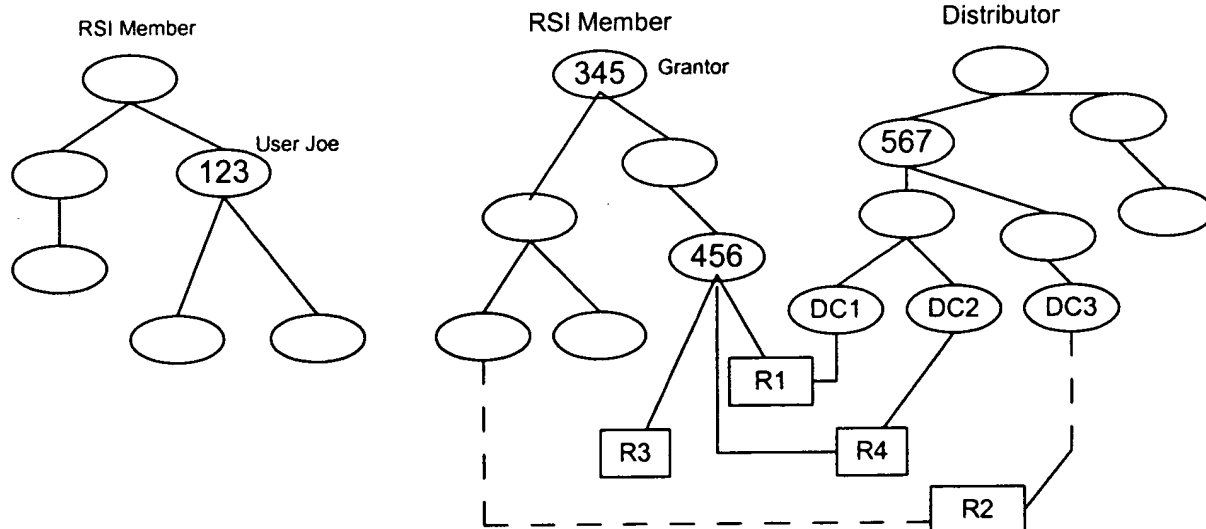 RSI Member
RSI Member
Distributor
345
Grantor
User Joe
123
567
456
DC1
DC2
DC3
R1
R3
R4
R2